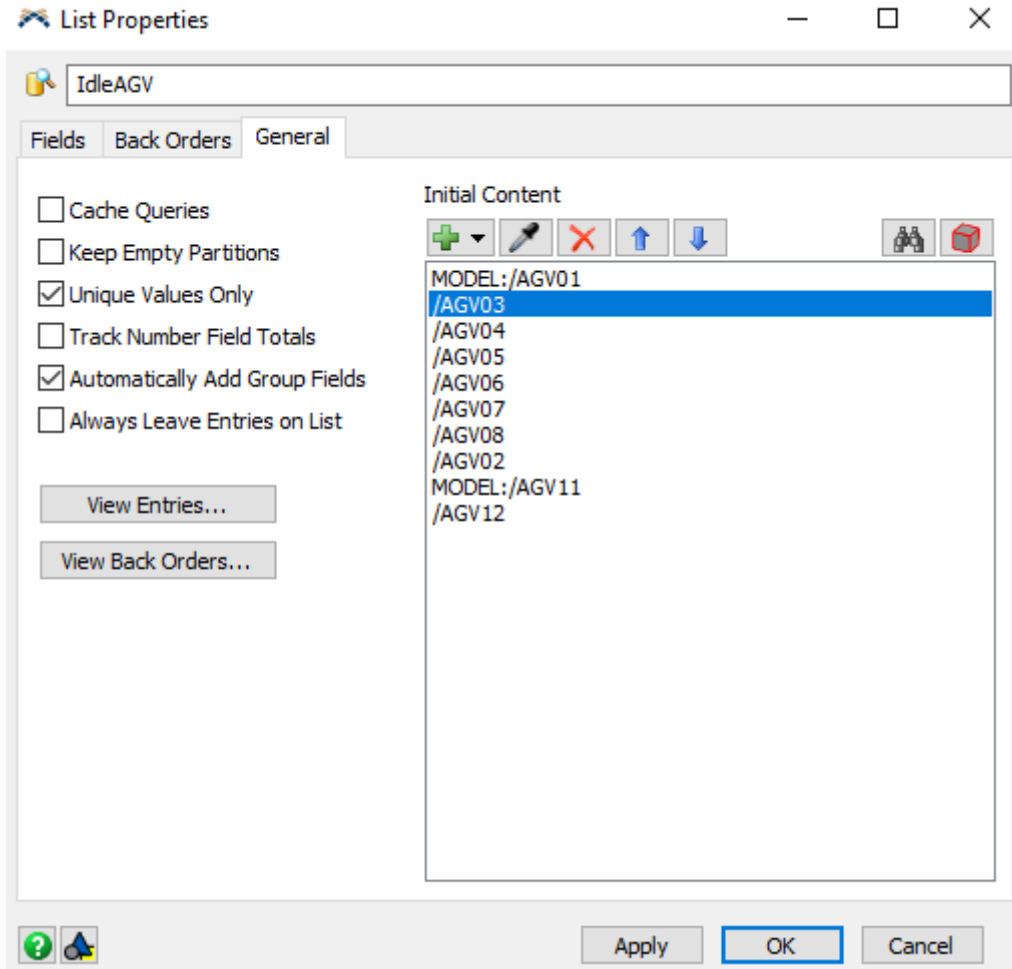 List Properties
IdleAGV
Fields Back Orders General
Cache Queries
Keep Empty Partitions
Unique Values Only
Track Number Field Totals
Automatically Add Group Fields
Always Leave Entries on List
View Entries...
View Back Orders...
Initial Content
MODEL:/AGV01
/AGV03
/AGV04
/AGV05
/AGV06
/AGV07
/AGV08
/AGV02
MODEL:/AGV11
/AGV12
Apply OK Cancel